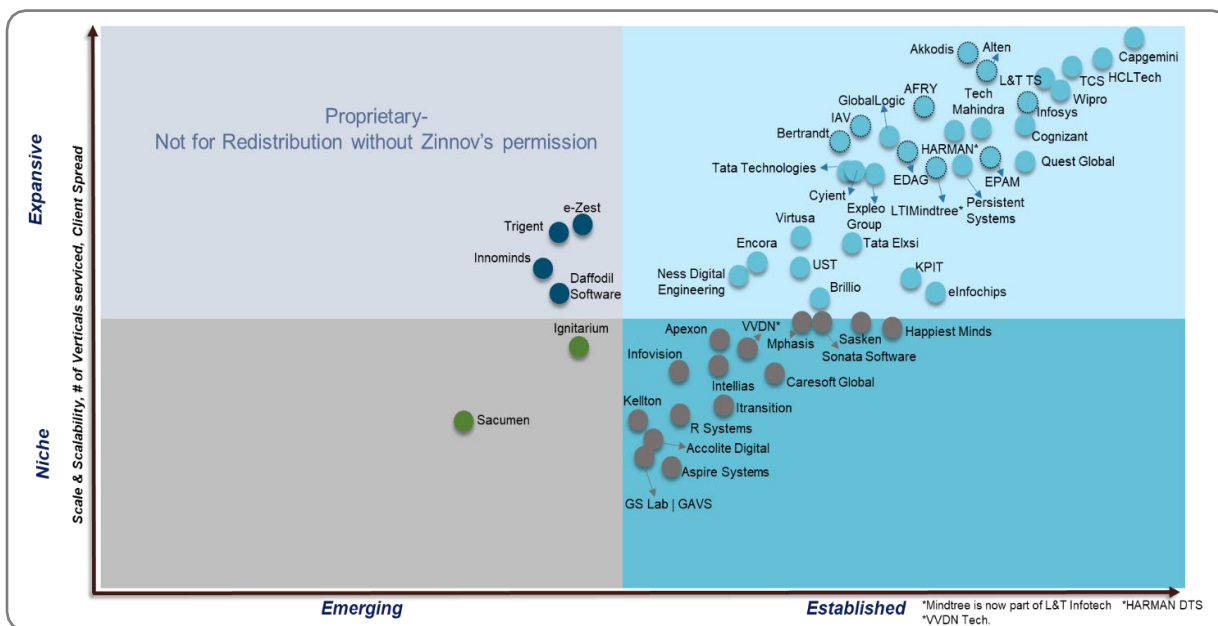 Proprietary-
Not for Redistribution without Zinnov's permission
Expansive
Niche
Scale & Scalability, # of Verticals serviced, Client Spread
Akkodis
Alten
Capgemini
L&T TS
TCS
HCLTech
Wipro
AFRY
Tech
Mahindra
Infosys
GlobalLogic
IAV
Cognizant
Bertrandt
HARMAN*
Quest Global
Tata Technologies
EDAG
EPAM
Cyient
Expleo
Group
LTIMindtree*
Persistent
Systems
e-Zest
Trigent
Virtusa
Tata Elxsi
Innominds
Encora
UST
KPIT
Daffodil
Software
Ness Digital
Engineering
Brillio
eInfochips
Ignitarium
Apexon
VVDN*
Mphasis
Sasken
Happiest Minds
Sonata Software
Infovision
Intellias
Caresoft Global
Kellton
Itransition
Sacumen
R Systems
Accolite Digital
Aspire Systems
GS Lab | GAVS
Emerging
Established
*Mindtree is now part of L&T Infotech *HARMAN DTS
*VVDN Tech.